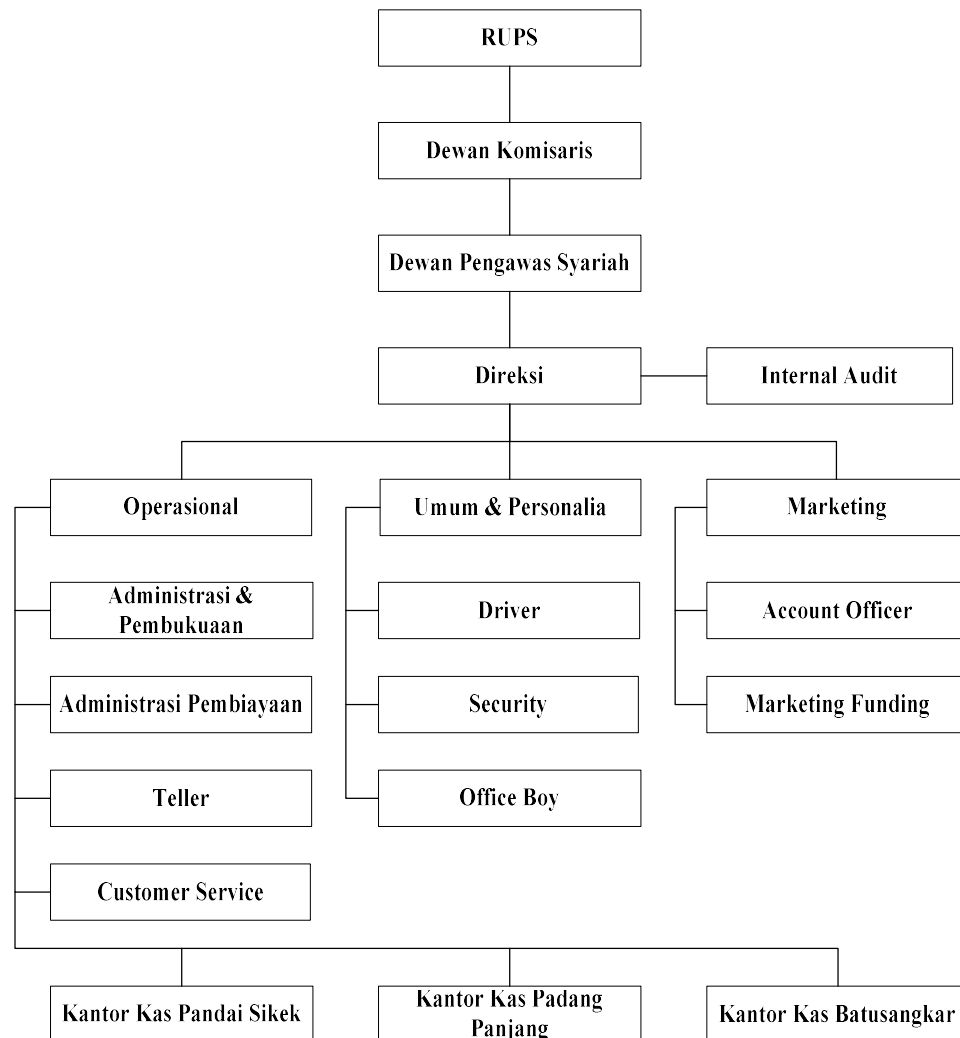 RUPS
Dewan Komisaris
Dewan Pengawas Syariah
Direksi
Internal Audit
Operasional
Umum & Personalia
Marketing
Administrasi &
Pembukuaan
Driver
Account Officer
Administrasi Pembiayaan
Security
Marketing Funding
Teller
Office Boy
Customer Service
Kantor Kas Pandai Sikek
Kantor Kas Padang
Panjang
Kantor Kas Batusangkar